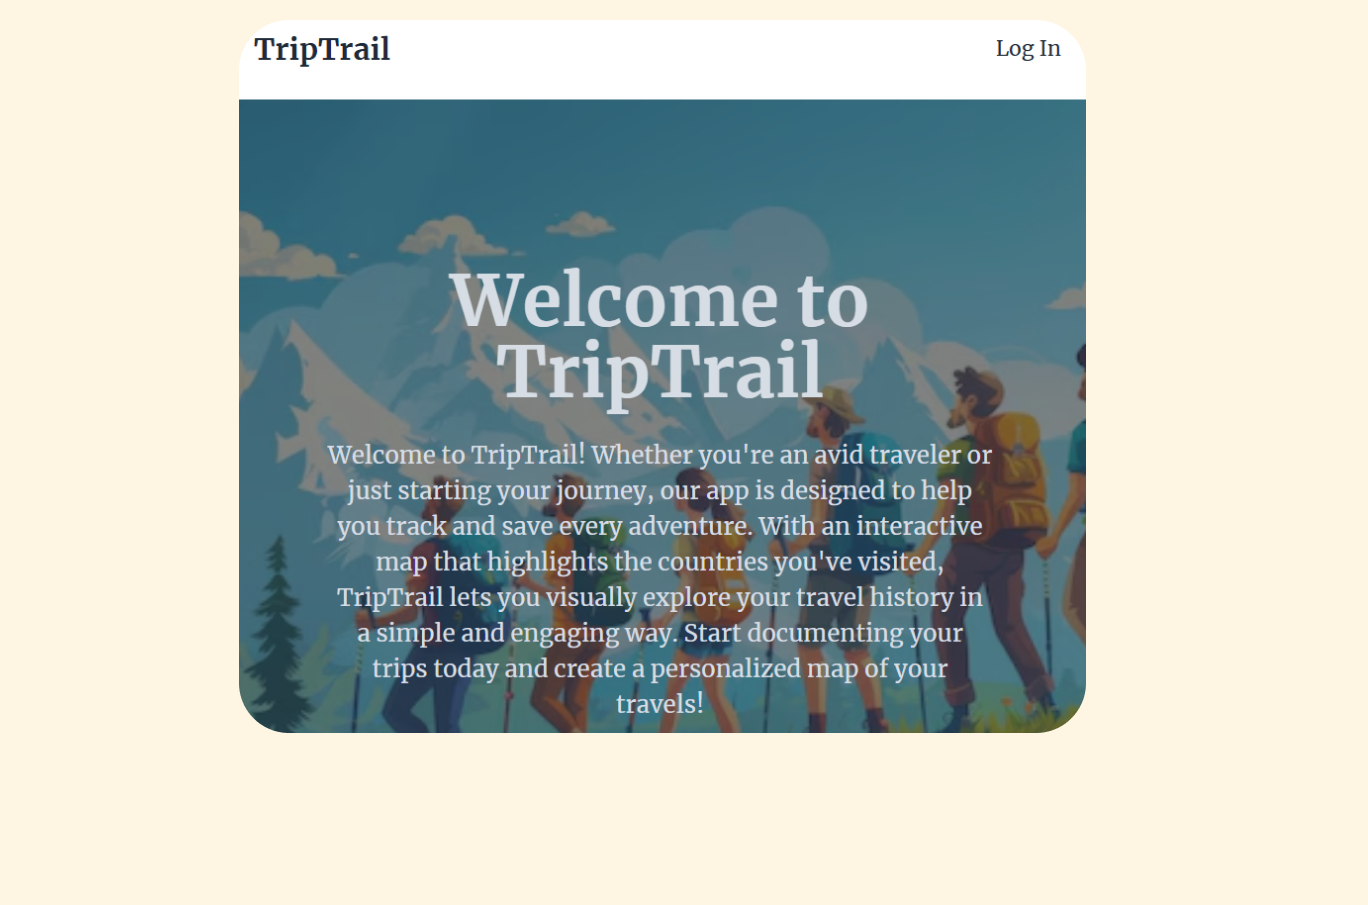 TripTrail
Log In
Welcome to
TripTrail
Welcome to TripTrail! Whether you're an avid traveler or
just starting your journey, our app is designed to help
you track and save every adventure. With an interactive
map that highlights the countries you've visited,
TripTrail lets you visually explore your travel history in
a simple and engaging way. Start documenting your
trips today and create a personalized map of your
travels!